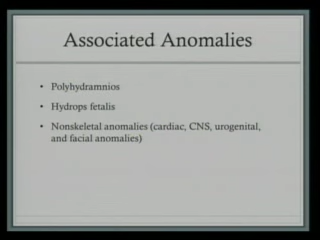 Associated Anomalies
• Polyhydramnios
• Hydrops fetalis
• Nonskeletal anomalies (cardiac, CNS, urogenital,
and facial anomalies)